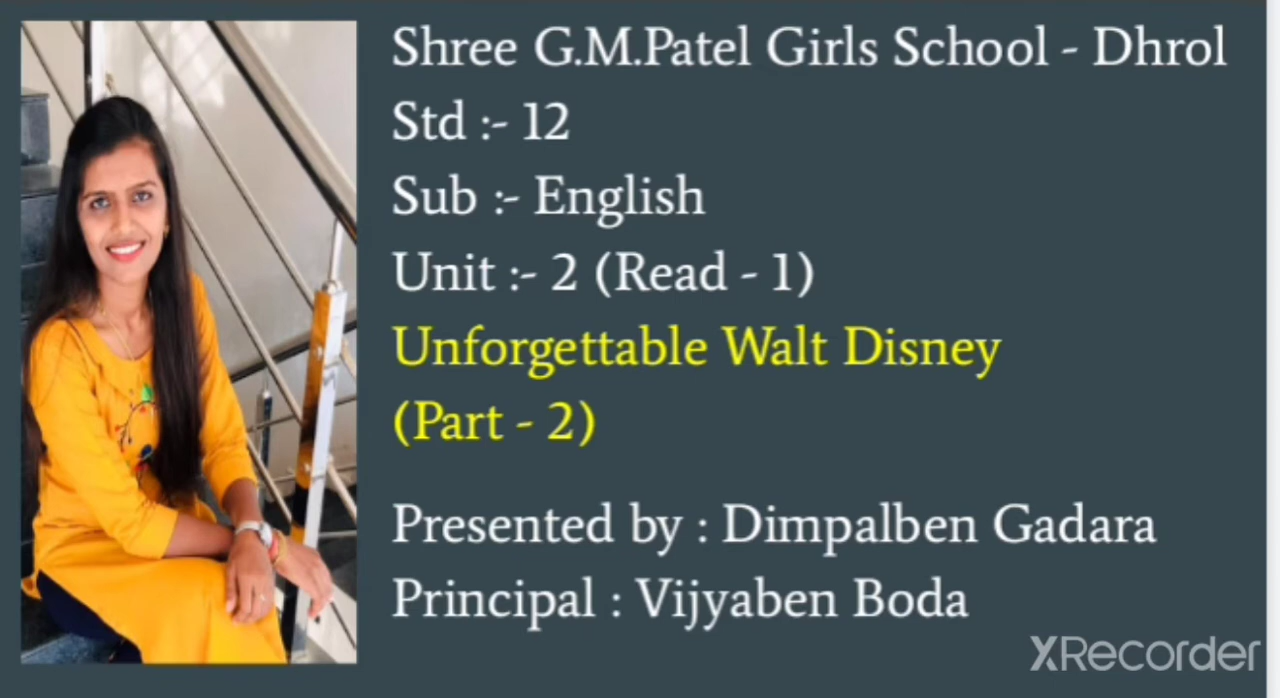 Shree G.M.Patel Girls School - Dhrol
Std :- 12
Sub :- English
Unit :- 2 (Read - 1)
Unforgettable Walt Disney
(Part - 2)
Presented by : Dimpalben Gadara
Principal : Vijyaben Boda
XRecorder